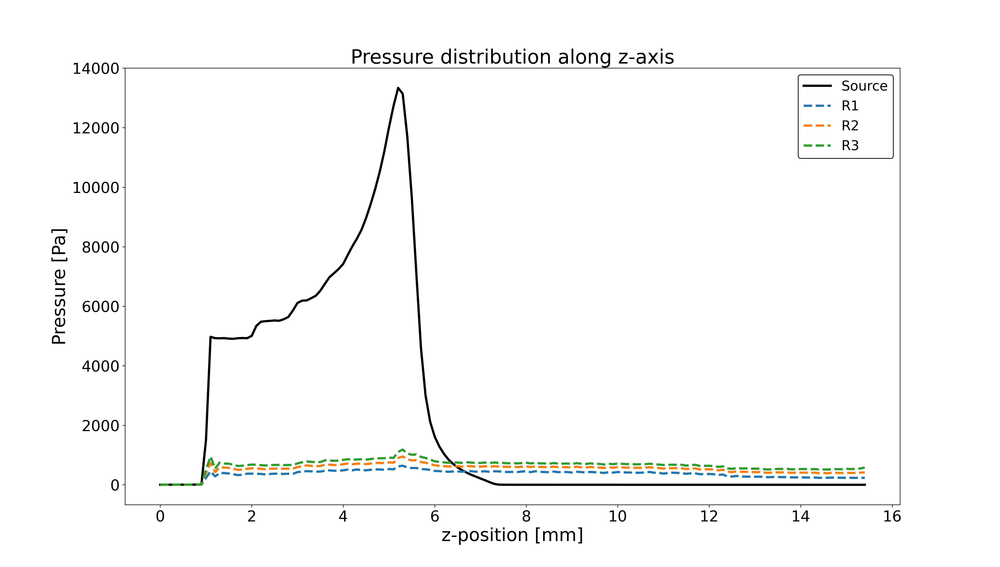 Pressure distribution along z-axis
14000
12000
10000
8000
6000
4000
2000
0
Pressure [Pa]
Source
R1
R2
R3
0 2 4 6 8 10 12 14 16
z-position [mm]